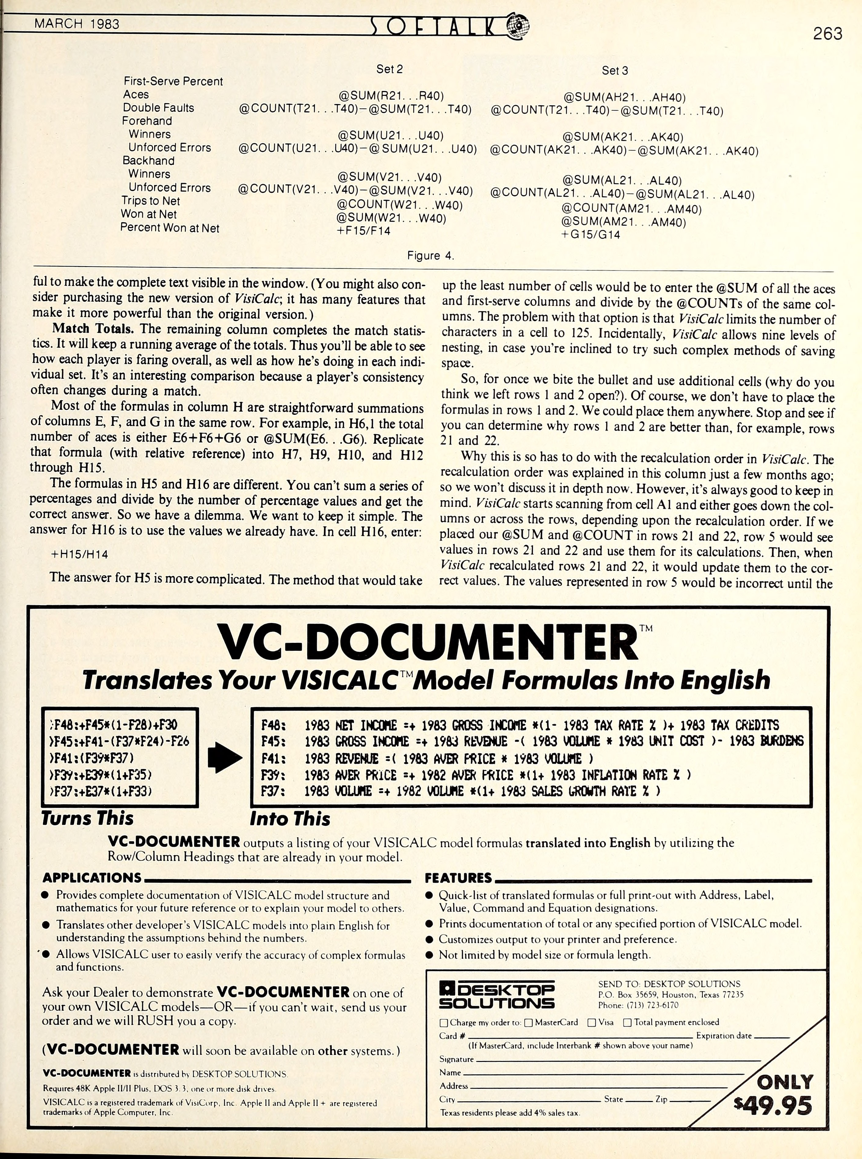 MARCH 1983
SOFTALK
263
Set 2 Set 3
First-Serve Percent
Aces @SUM(R21. . .R40) @SUM(AH21. . .AH40)
Double Faults @COUNT(T21. . .T40)−@SUM(T21. . .T40) @COUNT(T21. . .T40)−@SUM(T21. . .T40)
Forehand
Winners @SUM(U21. . .U40) @SUM(AK21. . .AK40)
Unforced Errors @COUNT(U21. . .U40)−@SUM(U21. . .U40) @COUNT(AK21. . .AK40)−@SUM(AK21. . .AK40)
Backhand
Winners @SUM(V21. . .V40) @SUM(AL21. . .AL40)
Unforced Errors @COUNT(V21. . .V40)−@SUM(V21. . .V40) @COUNT(AL21. . .AL40)−@SUM(AL21. . .AL40)
Trips to Net @COUNT(W21. . .W40) @COUNT(AM21. . .AM40)
Won at Net @SUM(W21. . .W40) @SUM(AM21. . .AM40)
Percent Won at Net +F15/F14 +G15/G14
Figure 4.
ful to make the complete text visible in the window. (You might also con-
sider purchasing the new version of VisiCalc; it has many features that
make it more powerful than the original version.)
Match Totals. The remaining column completes the match statis-
tics. It will keep a running average of the totals. Thus you'll be able to see
how each player is faring overall, as well as how he's doing in each indi-
vidual set. It's an interesting comparison because a player's consistency
often changes during a match.
Most of the formulas in column H are straightforward summations
of columns E, F, and G in the same row. For example, in H6,1 the total
number of aces is either E6+F6+G6 or @SUM(E6. . .G6). Replicate
that formula (with relative reference) into H7, H9, H10, and H12
through H15.
The formulas in H5 and H16 are different. You can't sum a series of
percentages and divide by the number of percentage values and get the
correct answer. So we have a dilemma. We want to keep it simple. The
answer for H16 is to use the values we already have. In cell H16, enter:
+H15/H14
The answer for H5 is more complicated. The method that would take
up the least number of cells would be to enter the @SUM of all the aces
and first-serve columns and divide by the @COUNTs of the same col-
umns. The problem with that option is that VisiCalc limits the number of
characters in a cell to 125. Incidentally, VisiCalc allows nine levels of
nesting, in case you're inclined to try such complex methods of saving
space.
So, for once we bite the bullet and use additional cells (why do you
think we left rows 1 and 2 open?). Of course, we don't have to place the
formulas in rows 1 and 2. We could place them anywhere. Stop and see if
you can determine why rows 1 and 2 are better than, for example, rows
21 and 22.
Why this is so has to do with the recalculation order in VisiCalc. The
recalculation order was explained in this column just a few months ago;
so we won't discuss it in depth now. However, it's always good to keep in
mind. VisiCalc starts scanning from cell A1 and either goes down the col-
umns or across the rows, depending upon the recalculation order. If we
placed our @SUM and @COUNT in rows 21 and 22, row 5 would see
values in rows 21 and 22 and use them for its calculations. Then, when
VisiCalc recalculated rows 21 and 22, it would update them to the cor-
rect values. The values represented in row 5 would be incorrect until the
VC-DOCUMENTER™
Translates Your VISICALC™ Model Formulas Into English
>F48:+F45*(1-F28)+F30
>F45:+F41-(F37*F24)-F26
>F41:(F39*F37)
>F39:+E39*(1+F35)
>F37:+E37*(1+F33)
F48: 1983 NET INCOME =+ 1983 GROSS INCOME *(1- 1983 TAX RATE % )+ 1983 TAX CREDITS
F45: 1983 GROSS INCOME =+ 1983 REVENUE -( 1983 VOLUME * 1983 UNIT COST )- 1983 BURDENS
F41: 1983 REVENUE =( 1983 AVER PRICE * 1983 VOLUME )
F39: 1983 AVER PRICE =+ 1982 AVER PRICE *(1+ 1983 INFLATION RATE % )
F37: 1983 VOLUME =+ 1982 VOLUME *(1+ 1983 SALES GROWTH RATE % )
Turns This
Into This
VC-DOCUMENTER outputs a listing of your VISICALC model formulas translated into English by utilizing the
Row/Column Headings that are already in your model.
APPLICATIONS
● Provides complete documentation of VISICALC model structure and
mathematics for your future reference or to explain your model to others.
● Translates other developer's VISICALC models into plain English for
understanding the assumptions behind the numbers.
● Allows VISICALC user to easily verify the accuracy of complex formulas
and functions.
Ask your Dealer to demonstrate VC-DOCUMENTER on one of
your own VISICALC models—OR—if you can't wait, send us your
order and we will RUSH you a copy.
(VC-DOCUMENTER will soon be available on other systems.)
VC-DOCUMENTER is distributed by DESKTOP SOLUTIONS.
Requires 48K Apple II/II Plus, DOS 3.3, one or more disk drives.
VISICALC is a registered trademark of VisiCorp, Inc. Apple II and Apple II + are registered
trademarks of Apple Computer, Inc.
FEATURES
● Quick-list of translated formulas or full print-out with Address, Label,
Value, Command and Equation designations.
● Prints documentation of total or any specified portion of VISICALC model.
● Customizes output to your printer and preference.
● Not limited by model size or formula length.
DESKTOP
SOLUTIONS
SEND TO: DESKTOP SOLUTIONS
P.O. Box 35659, Houston, Texas 77235
Phone: (713) 723-6170
☐ Charge my order to: ☐ MasterCard ☐ Visa ☐ Total payment enclosed
Card # Expiration date
(If MasterCard, include Interbank # shown above your name)
Signature
Name
Address
City State Zip
Texas residents please add 4% sales tax.
ONLY
$49.95